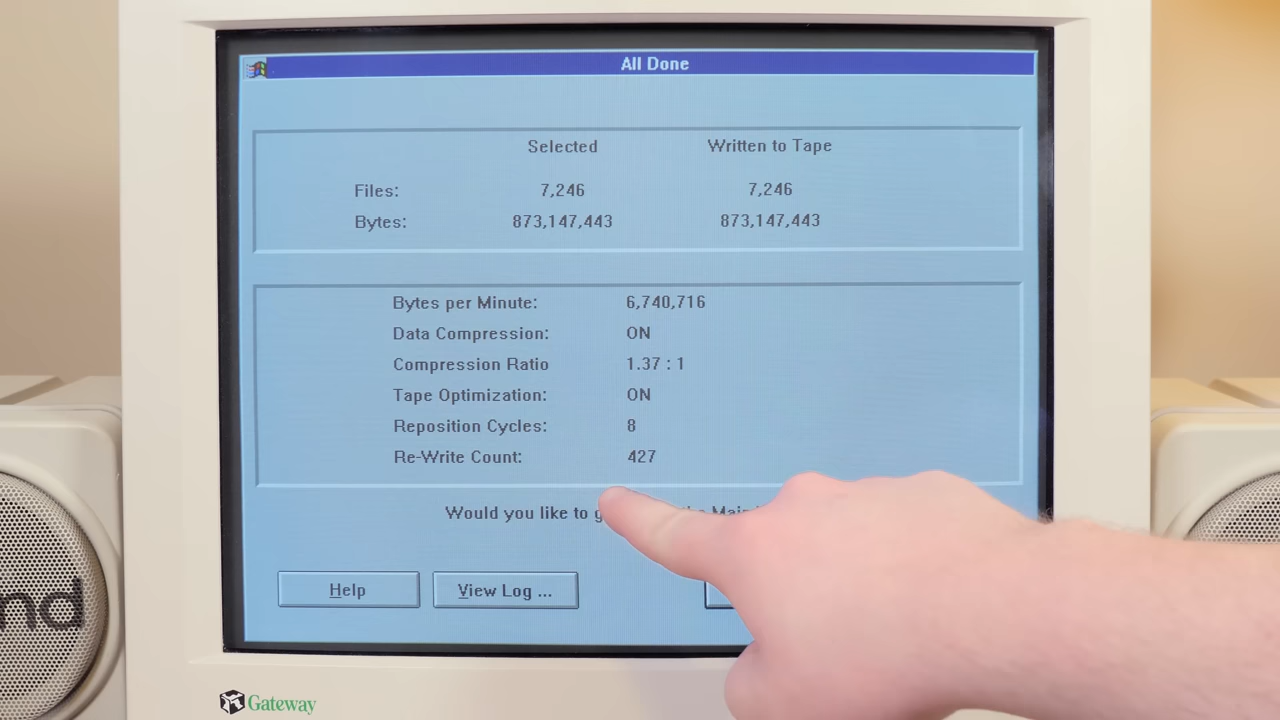 All Done
Selected Written to Tape
Files: 7,246 7,246
Bytes: 873,147,443 873,147,443
Bytes per Minute: 6,740,716
Data Compression: ON
Compression Ratio 1.37 : 1
Tape Optimization: ON
Reposition Cycles: 8
Re-Write Count: 427
Would you like to
Help View Log ...
Gateway